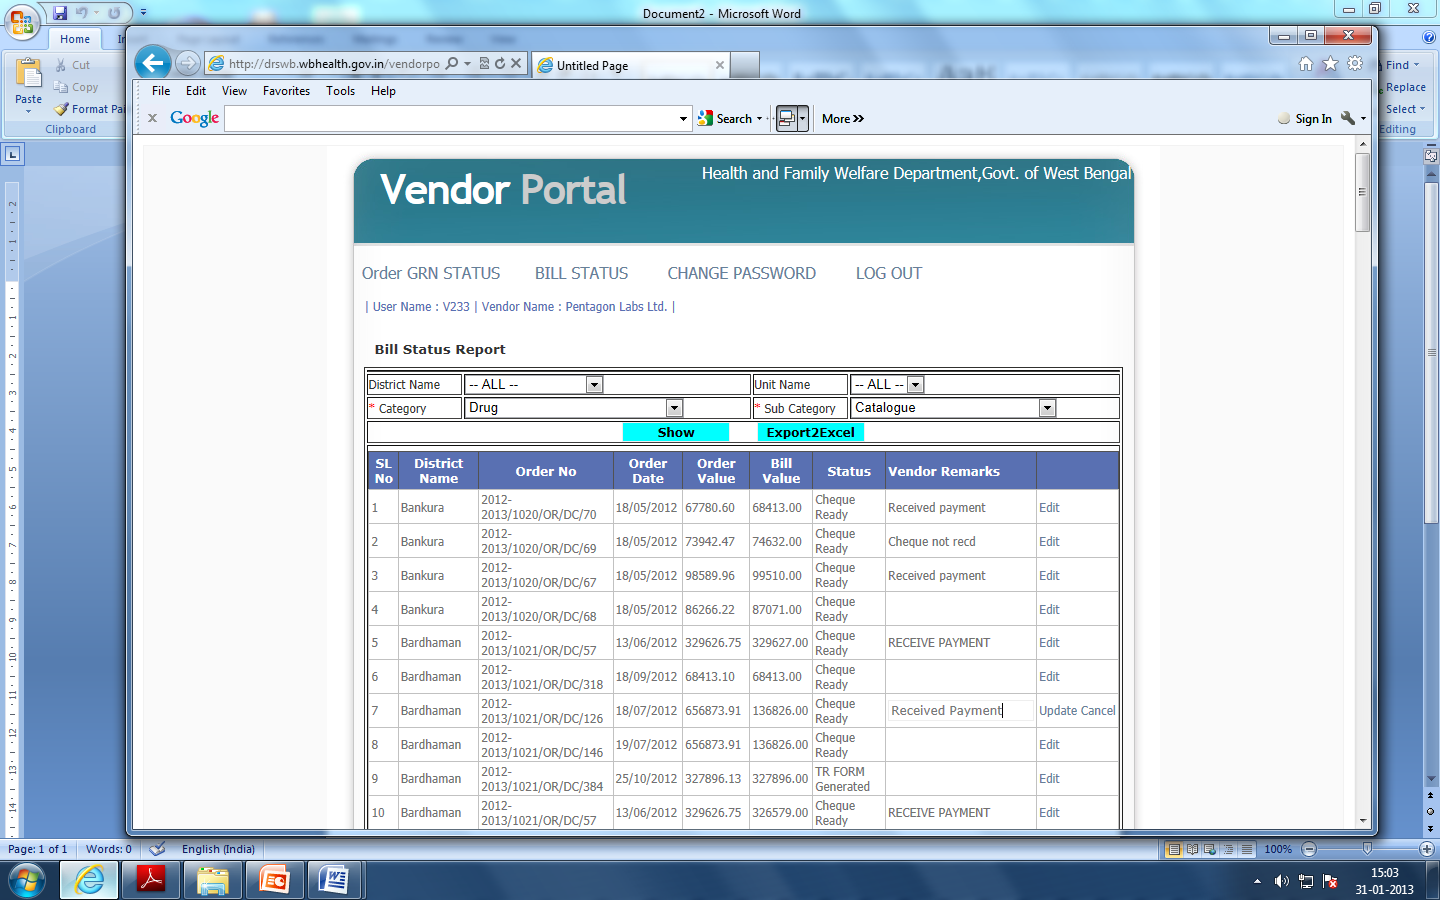 Document2 - Microsoft Word
Home
Cut
Copy
Format Pai
Paste
Clipboard
Find
Replace
Select
Editing
http://drswb.wbhealth.gov.in/vendorpo
Untitled Page
File Edit View Favorites Tools Help
x Google Search More >> Sign In
Vendor Portal
Health and Family Welfare Department,Govt. of West Bengal
Order GRN STATUS BILL STATUS CHANGE PASSWORD LOG OUT
| User Name : V233 | Vendor Name : Pentagon Labs Ltd. |
Bill Status Report
District Name -- ALL -- Unit Name -- ALL --
* Category Drug * Sub Category Catalogue
Show Export2Excel
SL No District Name Order No Order Date Order Value Bill Value Status Vendor Remarks
1 Bankura 2012-2013/1020/OR/DC/70 18/05/2012 67780.60 68413.00 Cheque Ready Received payment Edit
2 Bankura 2012-2013/1020/OR/DC/69 18/05/2012 73942.47 74632.00 Cheque Ready Cheque not recd Edit
3 Bankura 2012-2013/1020/OR/DC/67 18/05/2012 98589.96 99510.00 Cheque Ready Received payment Edit
4 Bankura 2012-2013/1020/OR/DC/68 18/05/2012 86266.22 87071.00 Cheque Ready Edit
5 Bardhaman 2012-2013/1021/OR/DC/57 13/06/2012 329626.75 329627.00 Cheque Ready RECEIVE PAYMENT Edit
6 Bardhaman 2012-2013/1021/OR/DC/318 18/09/2012 68413.10 68413.00 Cheque Ready Edit
7 Bardhaman 2012-2013/1021/OR/DC/126 18/07/2012 656873.91 136826.00 Cheque Ready Received Payment Update Cancel
8 Bardhaman 2012-2013/1021/OR/DC/146 19/07/2012 656873.91 136826.00 Cheque Ready Edit
9 Bardhaman 2012-2013/1021/OR/DC/384 25/10/2012 327896.13 327896.00 TR FORM Generated Edit
10 Bardhaman 2012-2013/1021/OR/DC/57 13/06/2012 329626.75 326579.00 Cheque Ready RECEIVE PAYMENT Edit
Page: 1 of 1 Words: 0 English (India) 100%
15:03
31-01-2013